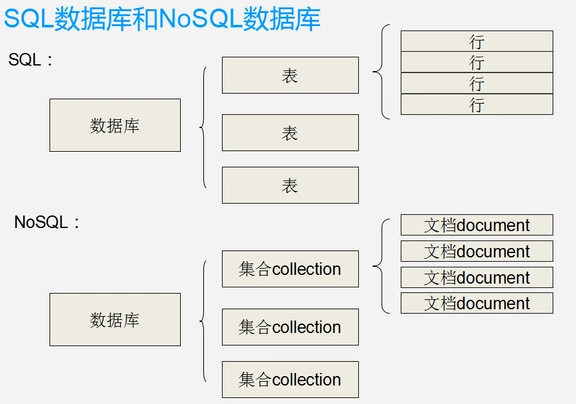 SQL数据库和NoSQL数据库
SQL：
数据库
表
表
表
行
行
行
行
NoSQL：
数据库
集合collection
集合collection
集合collection
文档document
文档document
文档document
文档document